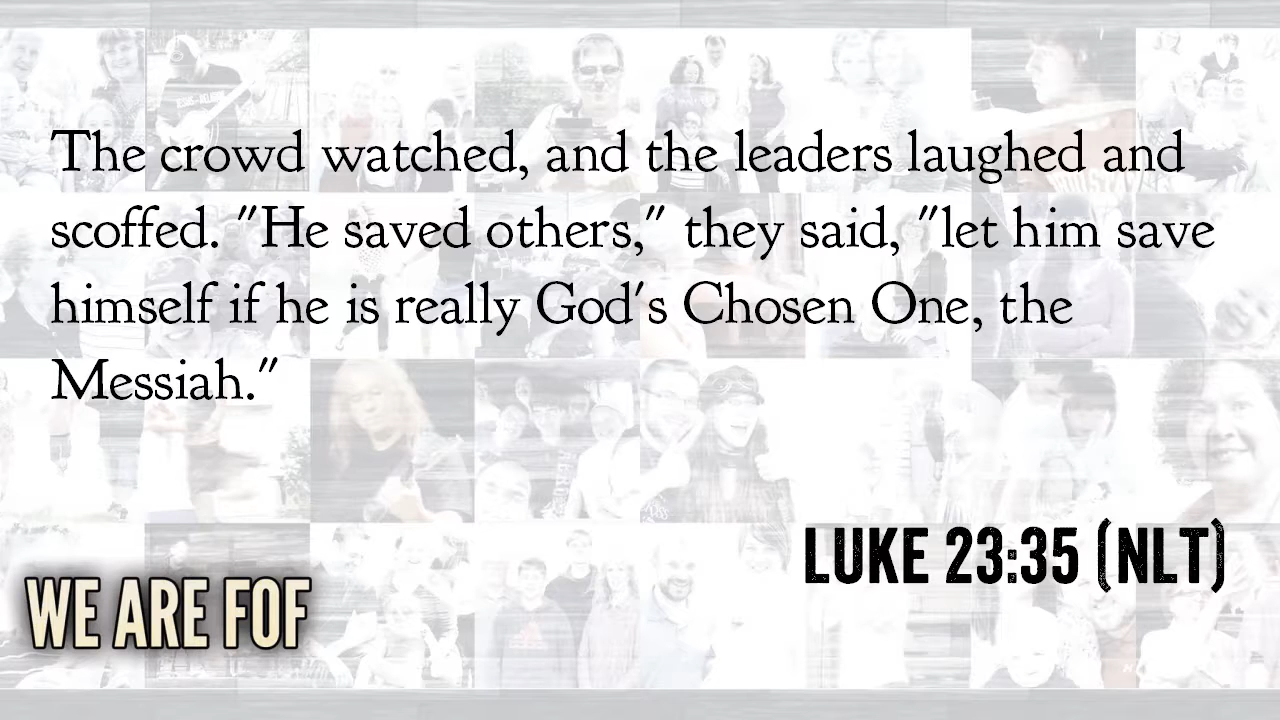 The crowd watched, and the leaders laughed and
scoffed. "He saved others," they said, "let him save
himself if he is really God's Chosen One, the
Messiah."
LUKE 23:35 (NLT)
WE ARE FOF